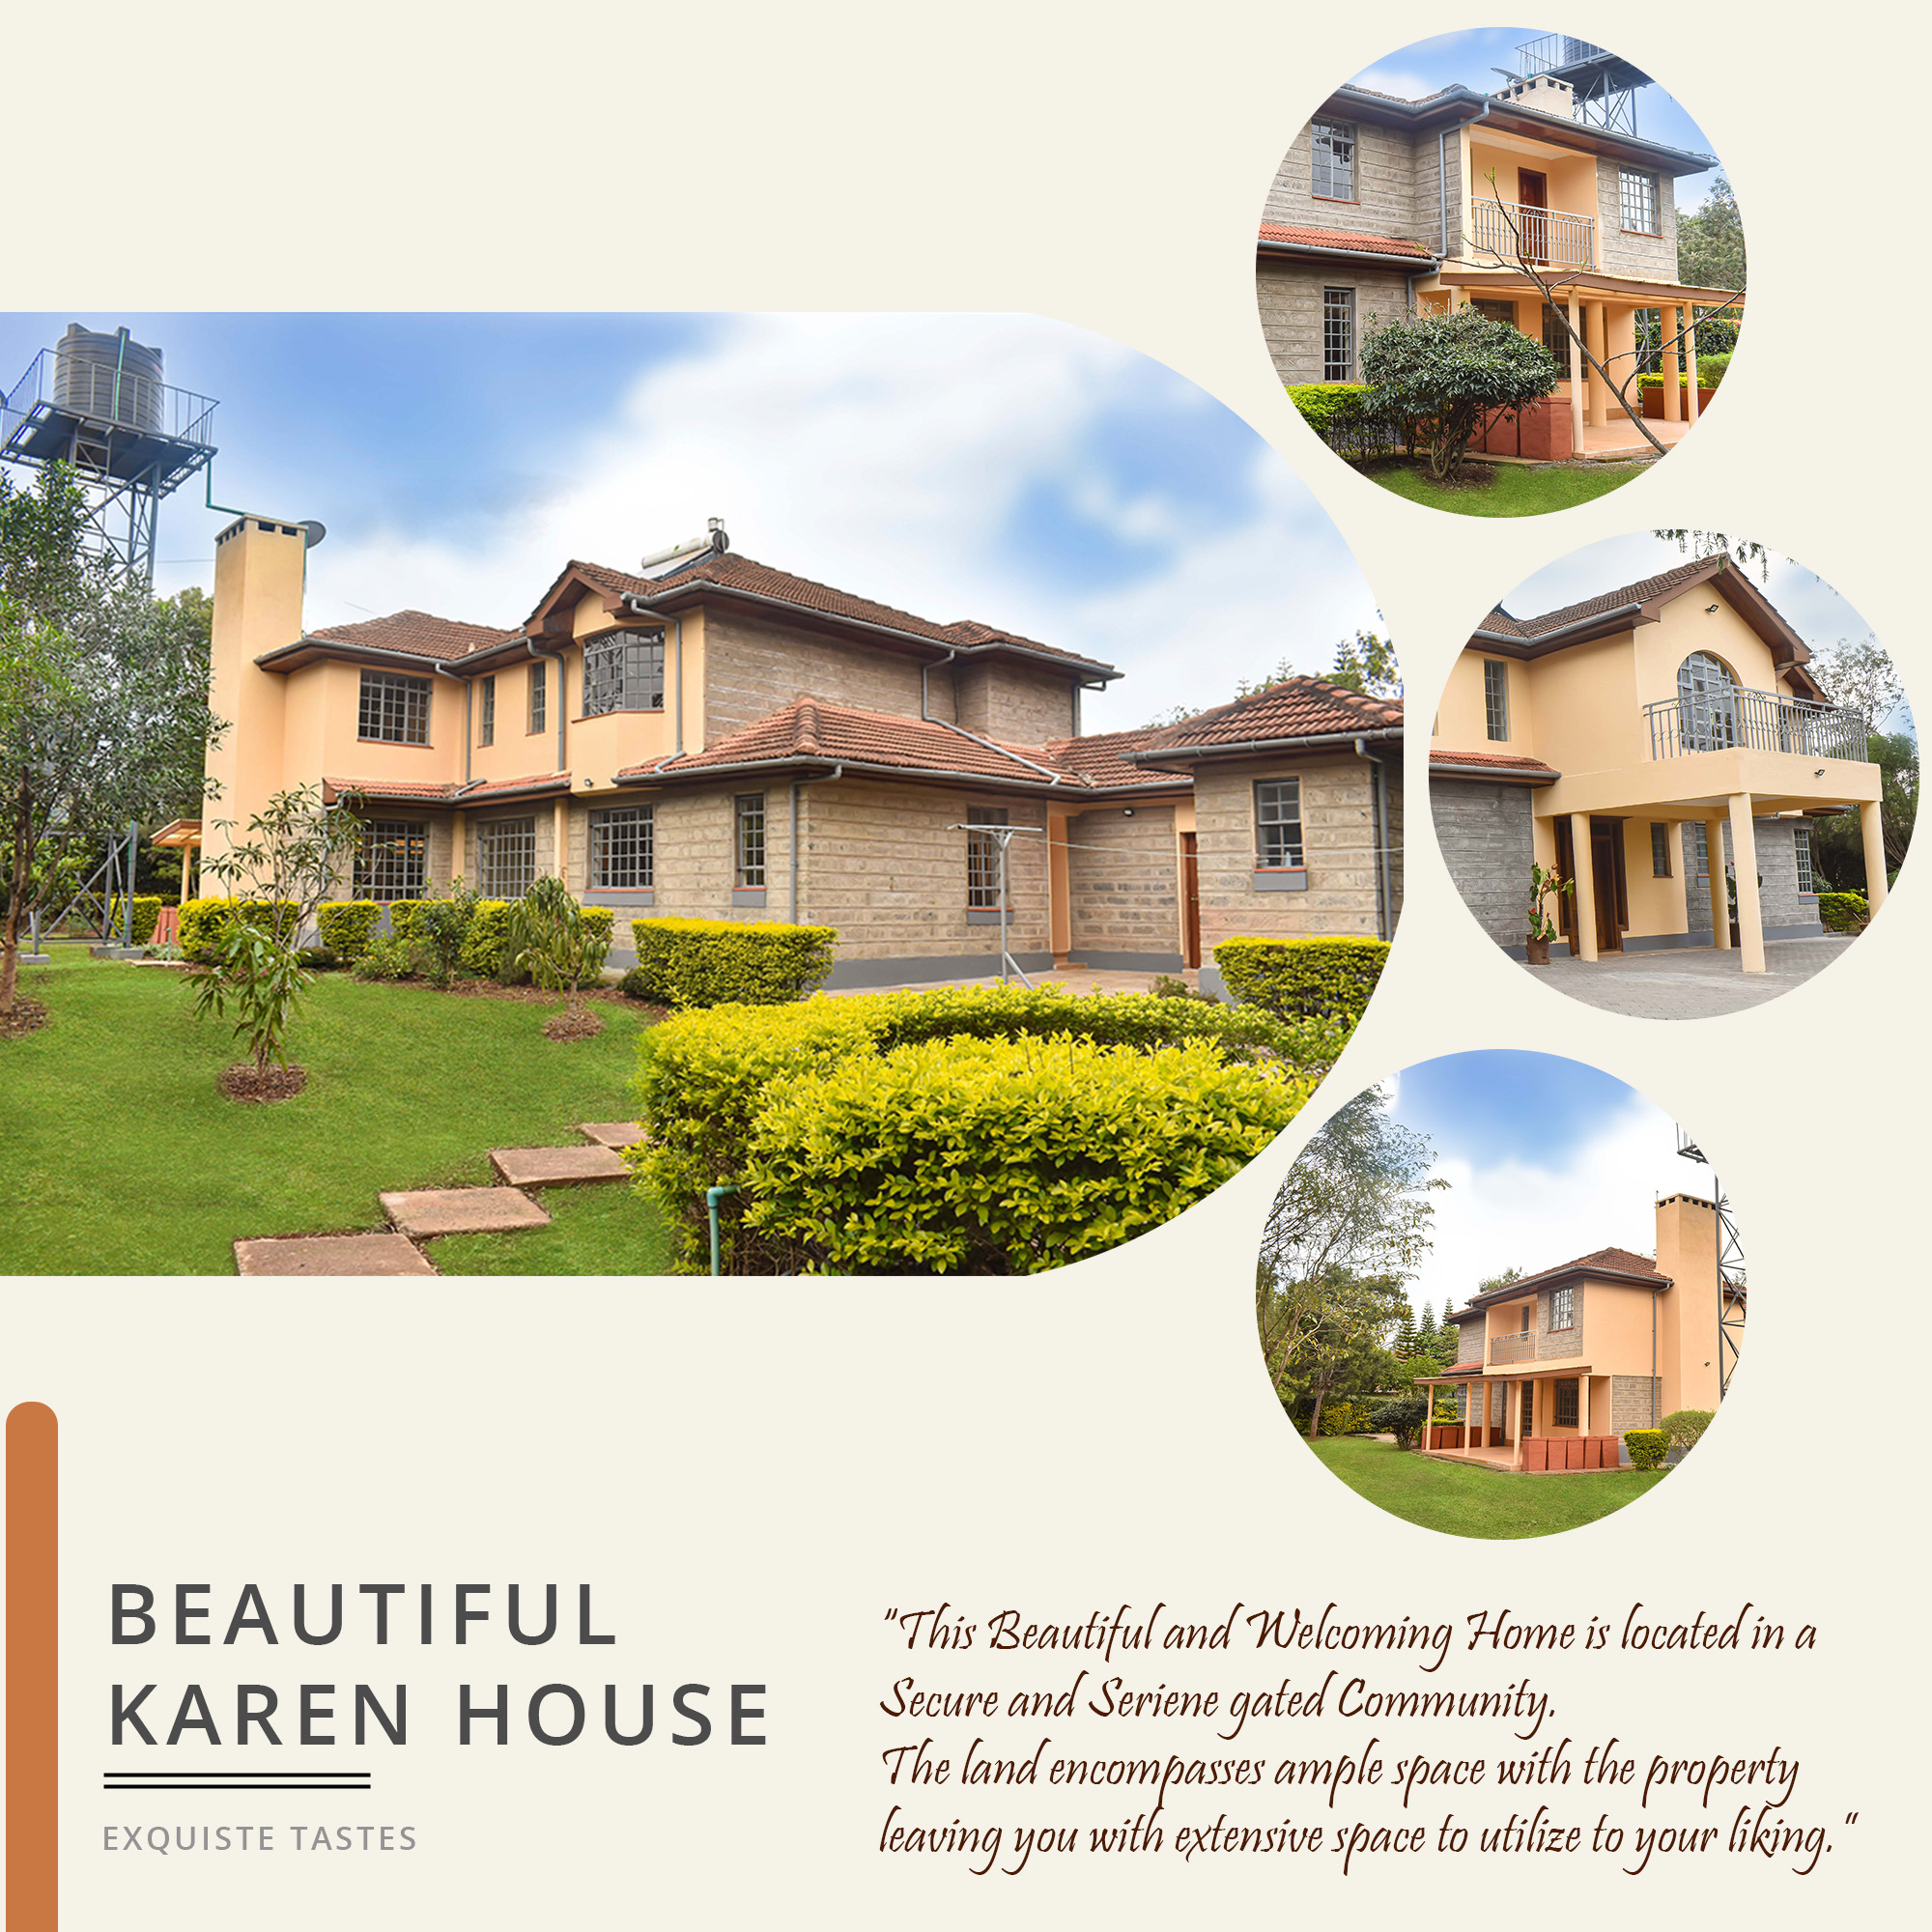 BEAUTIFUL
KAREN HOUSE
EXQUISTE TASTES
"This Beautiful and Welcoming Home is located in a
Secure and Seriene gated Community.
The land encompasses ample space with the property
leaving you with extensive space to utilize to your liking."